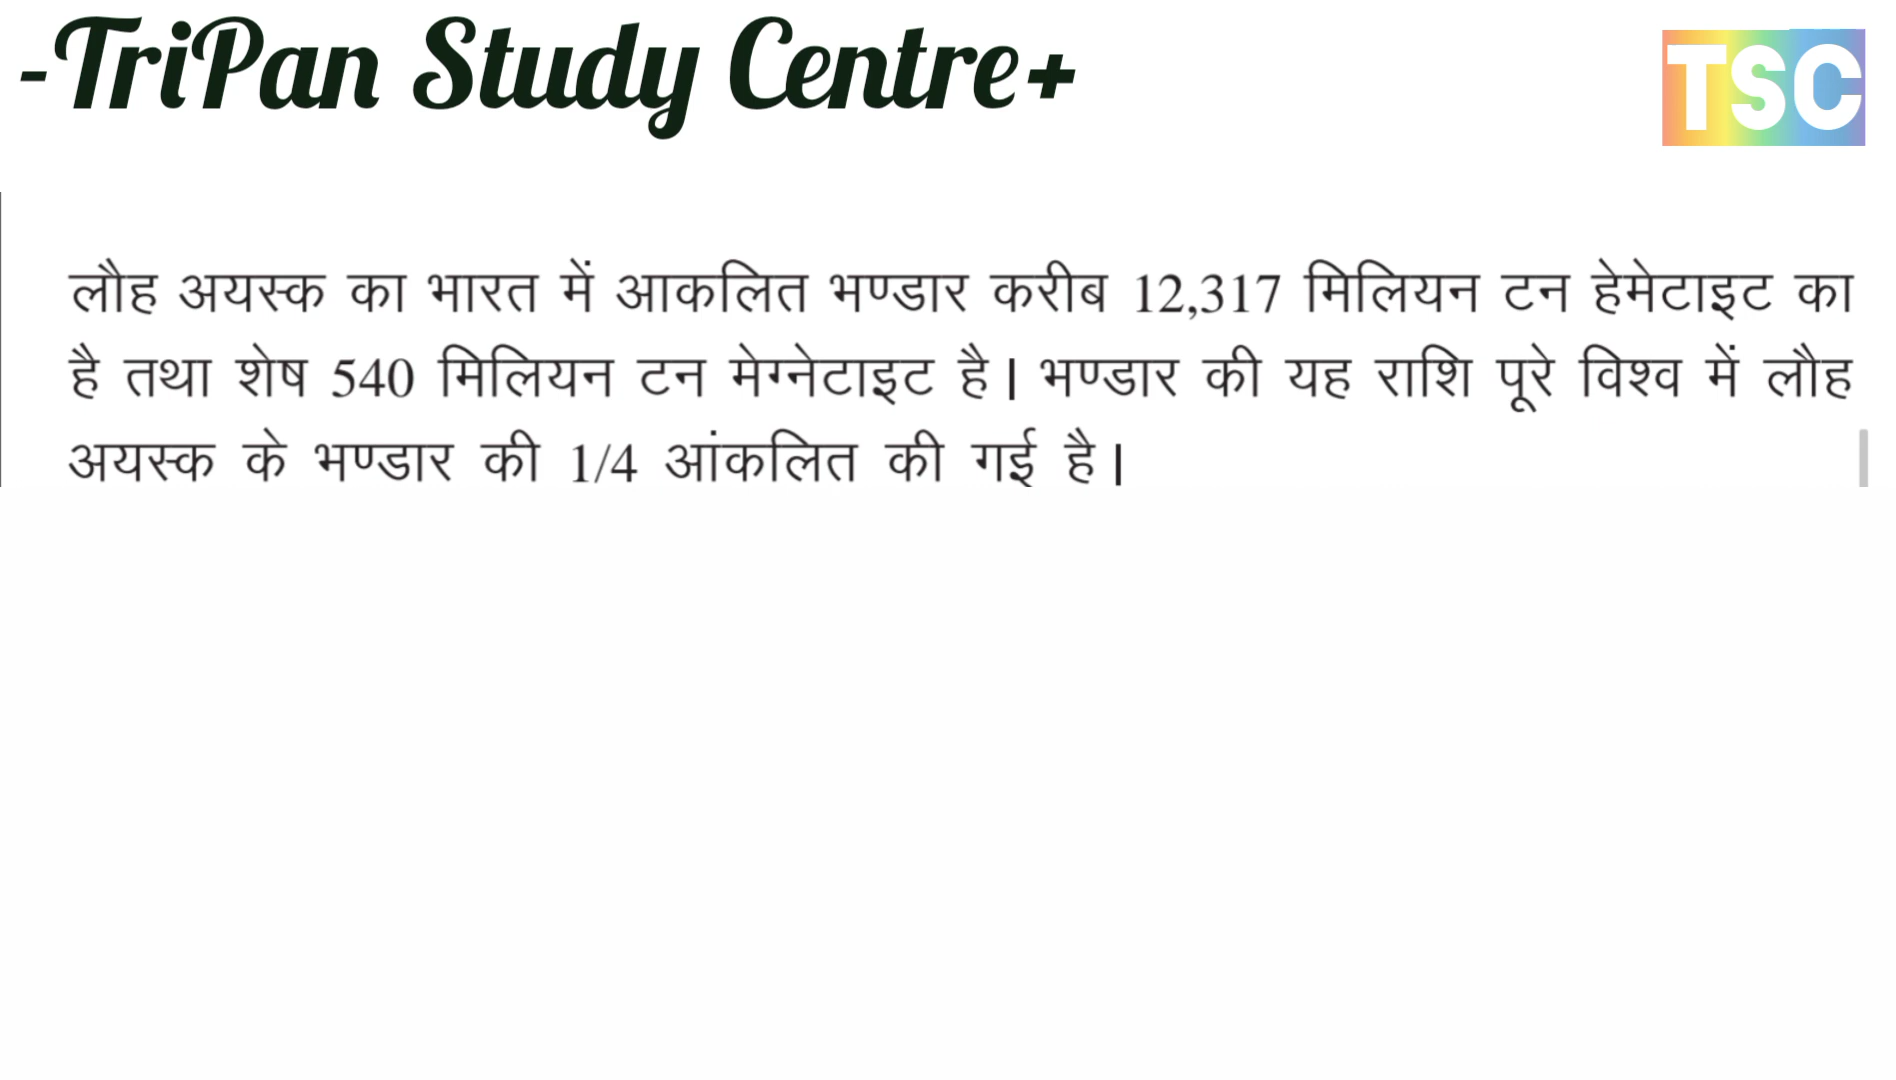 -TriPan Study Centre+
TSC
लौह अयस्क का भारत में आकलित भण्डार करीब 12,317 मिलियन टन हेमेटाइट का
है तथा शेष 540 मिलियन टन मेग्नेटाइट है। भण्डार की यह राशि पूरे विश्व में लौह
अयस्क के भण्डार की 1/4 आंकलित की गई है।